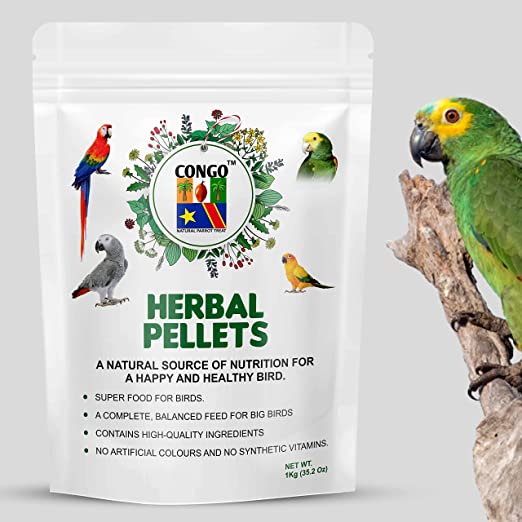 CONGO™
NATURAL PARROT TREAT
HERBAL
PELLETS
A NATURAL SOURCE OF NUTRITION FOR
A HAPPY AND HEALTHY BIRD.
• SUPER FOOD FOR BIRDS.
• A COMPLETE, BALANCED FEED FOR BIG BIRDS
• CONTAINS HIGH-QUALITY INGREDIENTS
• NO ARTIFICIAL COLOURS AND NO SYNTHETIC VITAMINS.
NET WT.
1Kg (35.2 Oz)